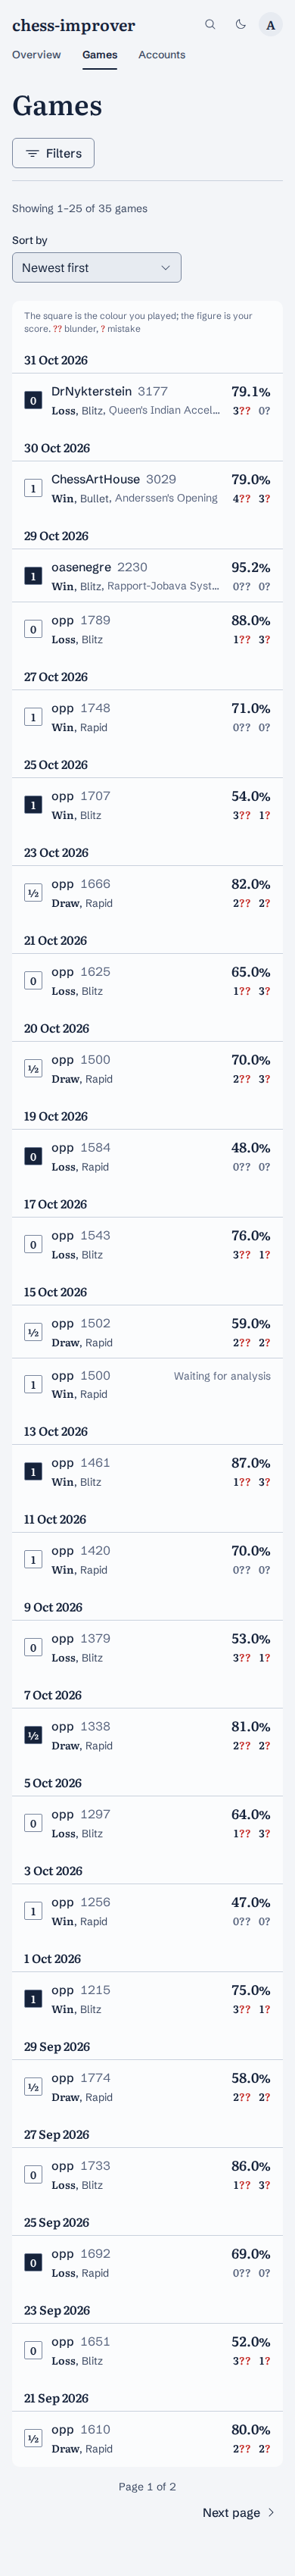 chess-improver
A
Overview Games Accounts
Games
Filters
Showing 1–25 of 35 games
Sort by
Newest first
The square is the colour you played; the figure is your
score. ?? blunder, ? mistake
31 Oct 2026
0 DrNykterstein 3177 79.1%
Loss, Blitz, Queen's Indian Accel... 3?? 0?
30 Oct 2026
1 ChessArtHouse 3029 79.0%
Win, Bullet, Anderssen's Opening 4?? 3?
29 Oct 2026
1 oasenegre 2230 95.2%
Win, Blitz, Rapport-Jobava Syst... 0?? 0?
0 opp 1789 88.0%
Loss, Blitz 1?? 3?
27 Oct 2026
1 opp 1748 71.0%
Win, Rapid 0?? 0?
25 Oct 2026
1 opp 1707 54.0%
Win, Blitz 3?? 1?
23 Oct 2026
½ opp 1666 82.0%
Draw, Rapid 2?? 2?
21 Oct 2026
0 opp 1625 65.0%
Loss, Blitz 1?? 3?
20 Oct 2026
½ opp 1500 70.0%
Draw, Rapid 2?? 3?
19 Oct 2026
0 opp 1584 48.0%
Loss, Rapid 0?? 0?
17 Oct 2026
0 opp 1543 76.0%
Loss, Blitz 3?? 1?
15 Oct 2026
½ opp 1502 59.0%
Draw, Rapid 2?? 2?
1 opp 1500 Waiting for analysis
Win, Rapid
13 Oct 2026
1 opp 1461 87.0%
Win, Blitz 1?? 3?
11 Oct 2026
1 opp 1420 70.0%
Win, Rapid 0?? 0?
9 Oct 2026
0 opp 1379 53.0%
Loss, Blitz 3?? 1?
7 Oct 2026
½ opp 1338 81.0%
Draw, Rapid 2?? 2?
5 Oct 2026
0 opp 1297 64.0%
Loss, Blitz 1?? 3?
3 Oct 2026
1 opp 1256 47.0%
Win, Rapid 0?? 0?
1 Oct 2026
1 opp 1215 75.0%
Win, Blitz 3?? 1?
29 Sep 2026
½ opp 1774 58.0%
Draw, Rapid 2?? 2?
27 Sep 2026
0 opp 1733 86.0%
Loss, Blitz 1?? 3?
25 Sep 2026
0 opp 1692 69.0%
Loss, Rapid 0?? 0?
23 Sep 2026
0 opp 1651 52.0%
Loss, Blitz 3?? 1?
21 Sep 2026
½ opp 1610 80.0%
Draw, Rapid 2?? 2?
Page 1 of 2
Next page